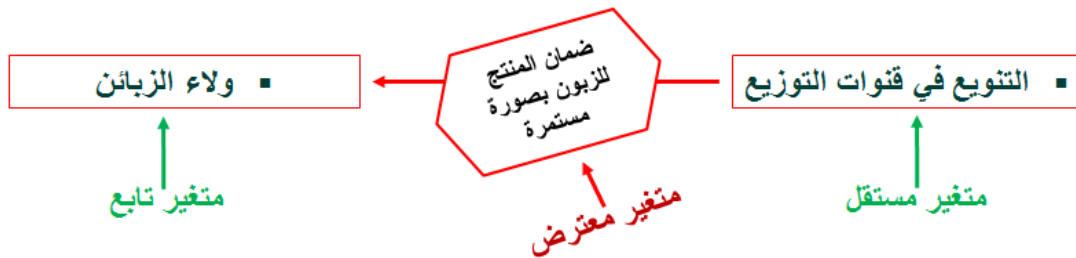 ▪ التنويع في قنوات التوزيع
ضمان المنتج
للزبون بصورة
مستمرة
▪ ولاء الزبائن
متغير مستقل
متغير معترض
متغير تابع